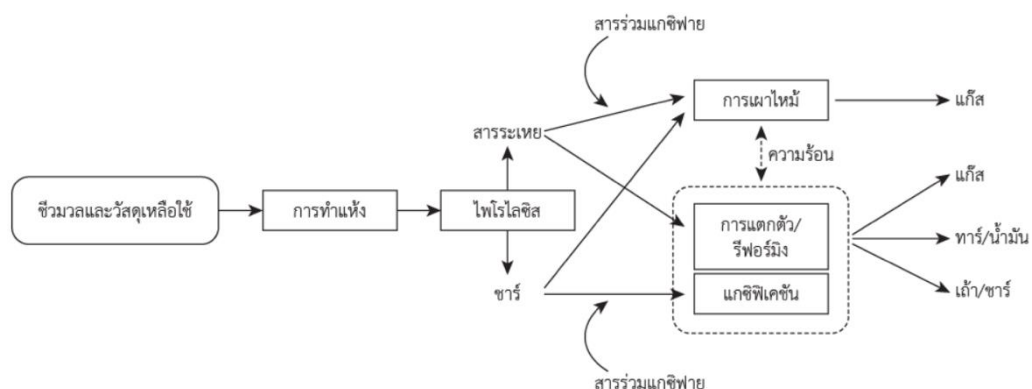 สารร่วมแกซิฟาย
การเผาไหม้
แก๊ส
สารระเหย
ความร้อน
แก๊ส
ชีวมวลและวัสดุเหลือใช้
การทำแห้ง
ไพโรไลซิส
การแตกตัว/
รีฟอร์มิง
ทาร์/น้ำมัน
ชาร์
แกซิฟิเคชัน
เถ้า/ชาร์
สารร่วมแกซิฟาย